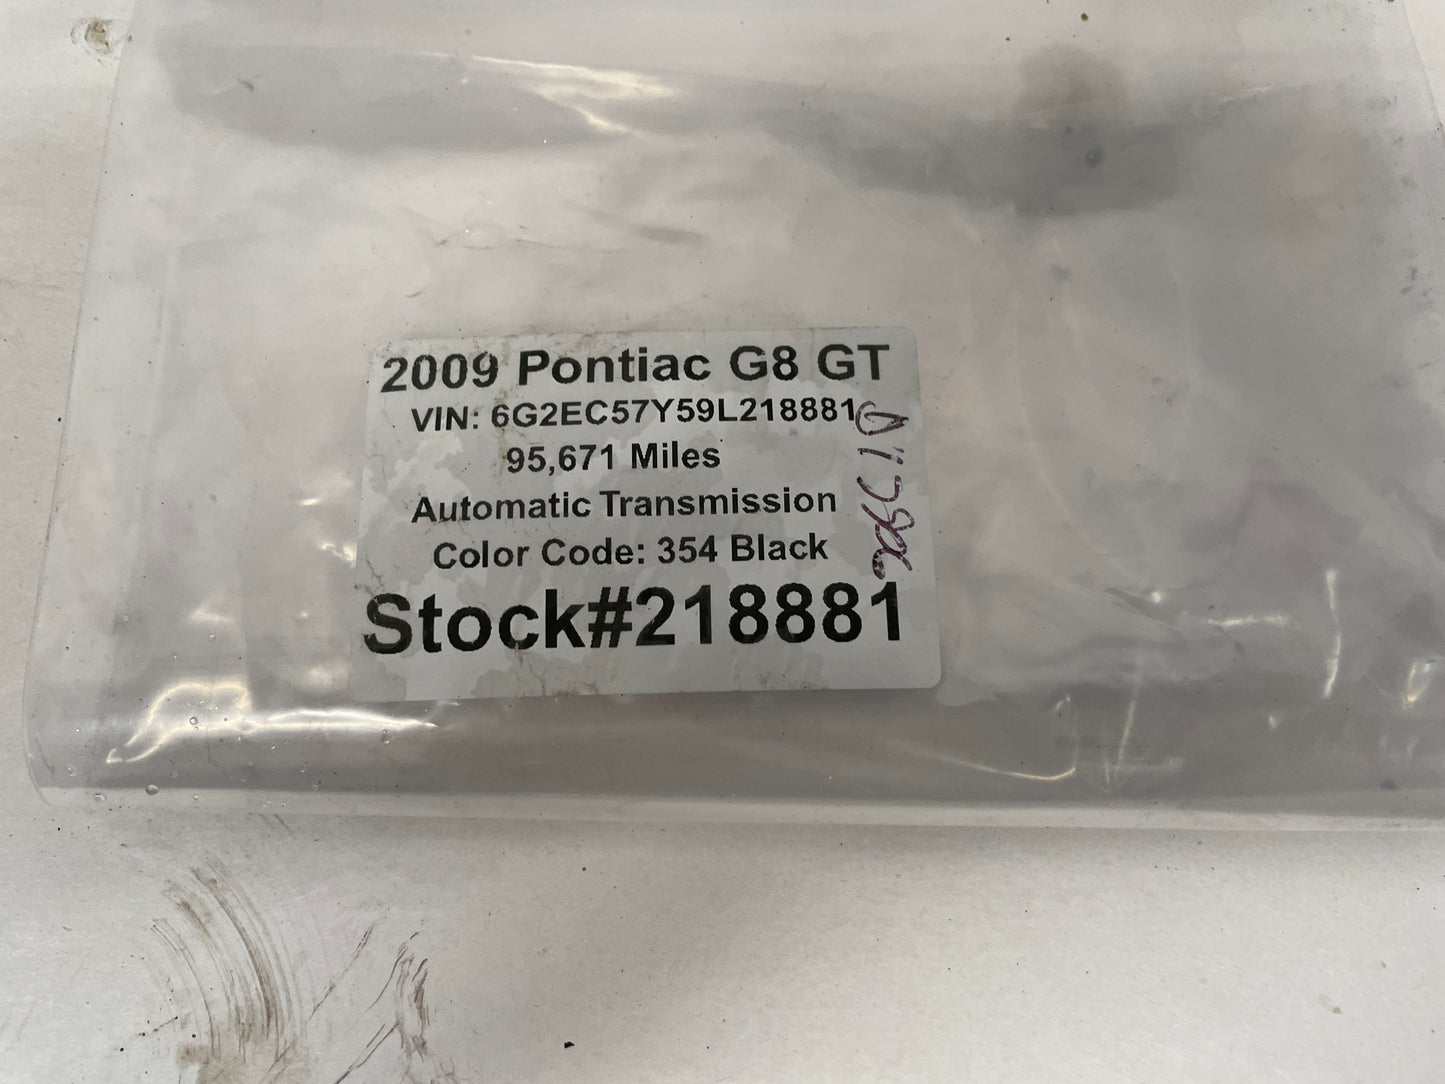 2009 Pontiac G8 GT
VIN: 6G2EC57Y59L218881
95,671 Miles
Automatic Transmission
Color Code: 354 Black
Stock#218881